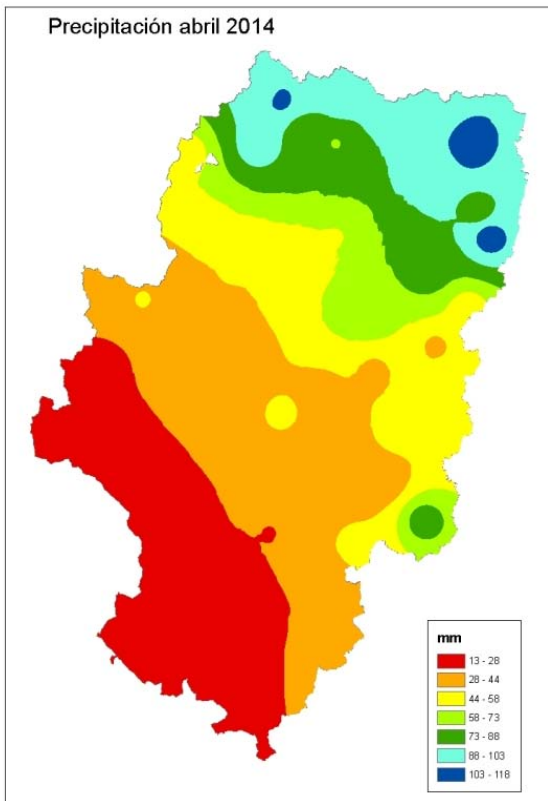 Precipitación abril 2014
mm
13 - 28
28 - 44
44 - 58
58 - 73
73 - 88
88 - 103
103 - 118